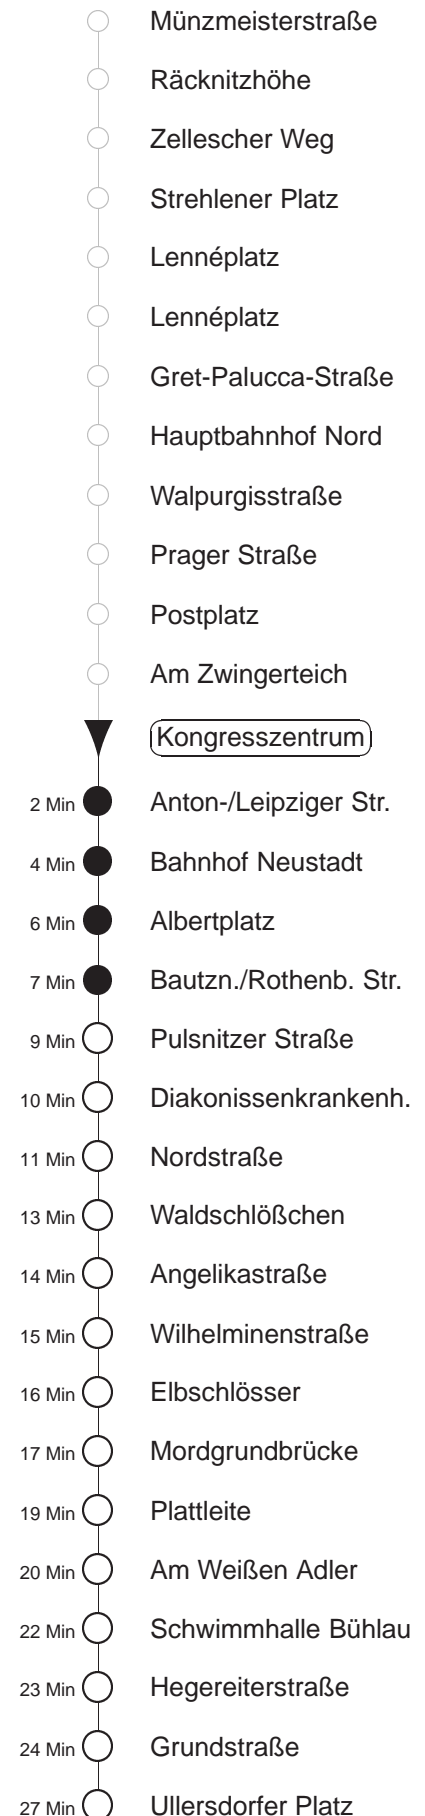 Münzmeisterstraße
Räcknitzhöhe
Zellescher Weg
Strehlener Platz
Lennéplatz
Lennéplatz
Gret-Palucca-Straße
Hauptbahnhof Nord
Walpurgisstraße
Prager Straße
Postplatz
Am Zwingerteich
Kongresszentrum
2 Min Anton-/Leipziger Str.
4 Min Bahnhof Neustadt
6 Min Albertplatz
7 Min Bautzn./Rothenb. Str.
9 Min Pulsnitzer Straße
10 Min Diakonissenkrankenh.
11 Min Nordstraße
13 Min Waldschlößchen
14 Min Angelikastraße
15 Min Wilhelminenstraße
16 Min Elbschlösser
17 Min Mordgrundbrücke
19 Min Plattleite
20 Min Am Weißen Adler
22 Min Schwimmhalle Bühlau
23 Min Hegereiterstraße
24 Min Grundstraße
27 Min Ullersdorfer Platz